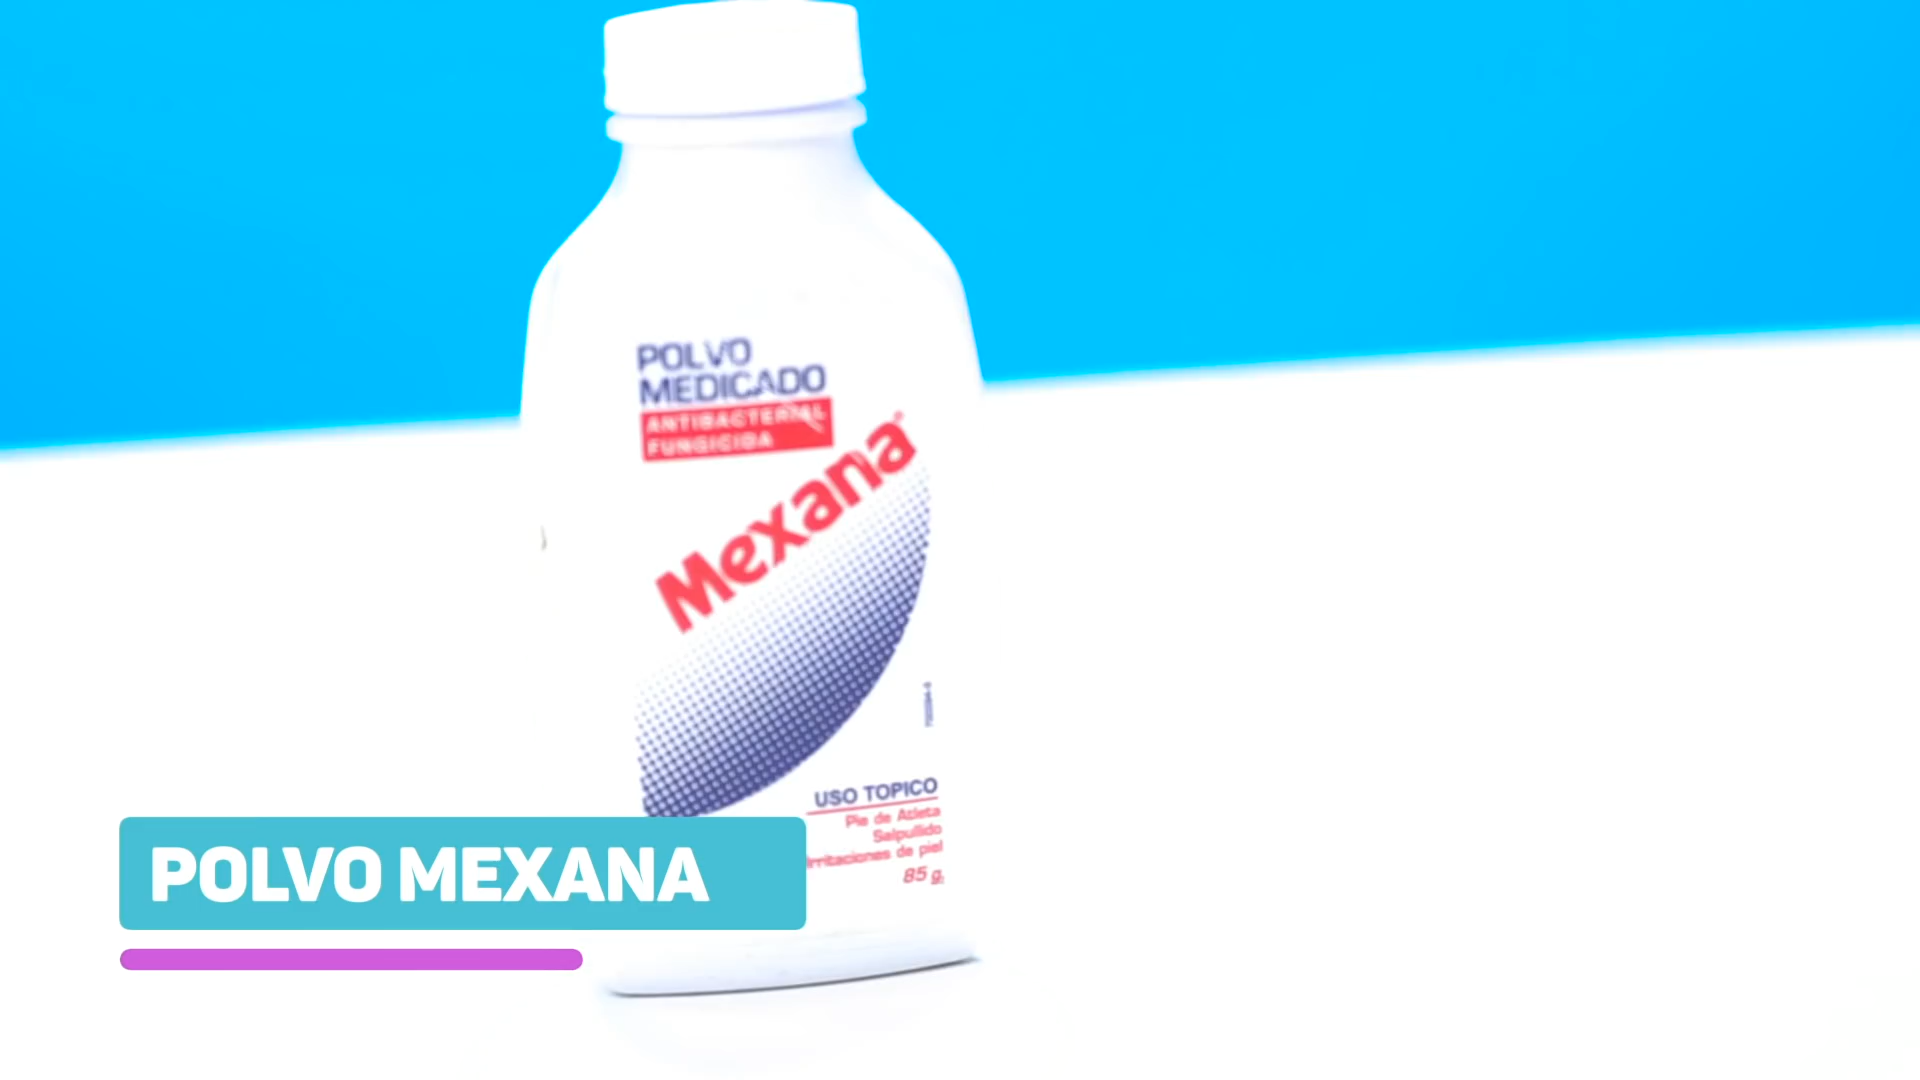 POLVO
MEDICADO
ANTIBACTERIAL
FUNGICIDA
Mexana®
USO TOPICO
Pie de Atleta
Salpullido
Irritaciones de piel
85 g.
POLVO MEXANA